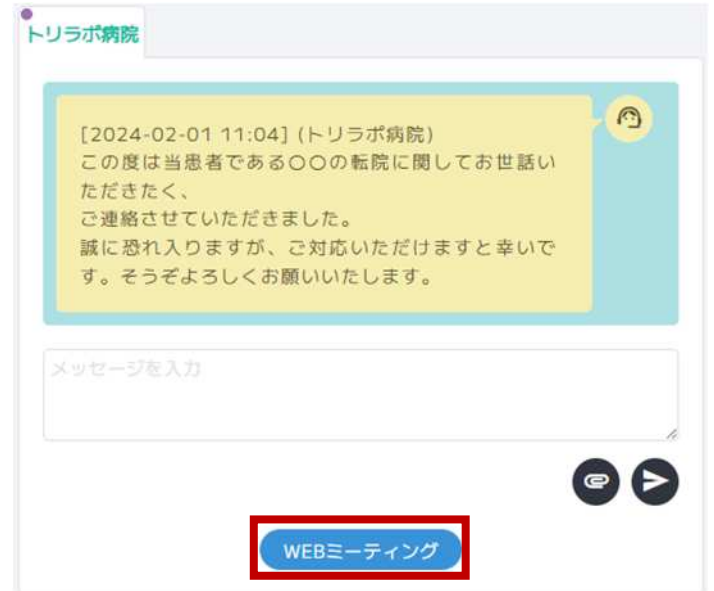 トリラボ病院
[2024-02-01 11:04] (トリラボ病院)
この度は当患者である〇〇の転院に関してお世話い
ただきたく、
ご連絡させていただきました。
誠に恐れ入りますが、ご対応いただけますと幸いで
す。そうぞよろしくお願いいたします。
メッセージを入力
WEBミーティング